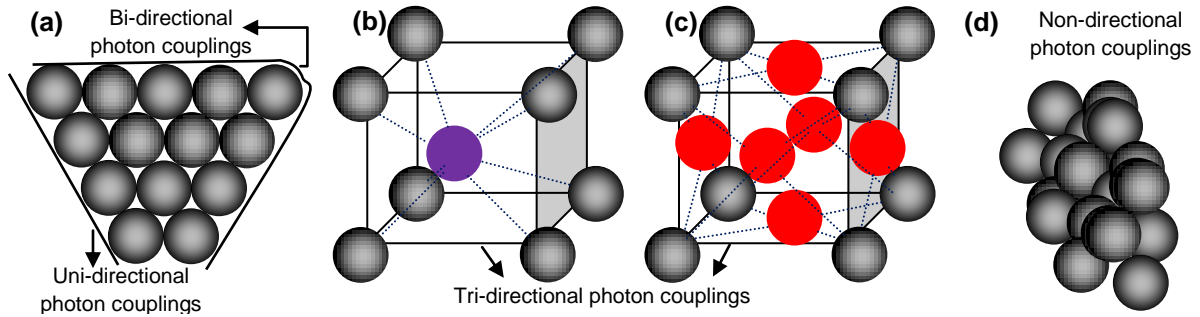 (a)
Bi-directional
photon couplings
Uni-directional
photon couplings
(b)
(c)
Tri-directional photon couplings
(d)
Non-directional
photon couplings